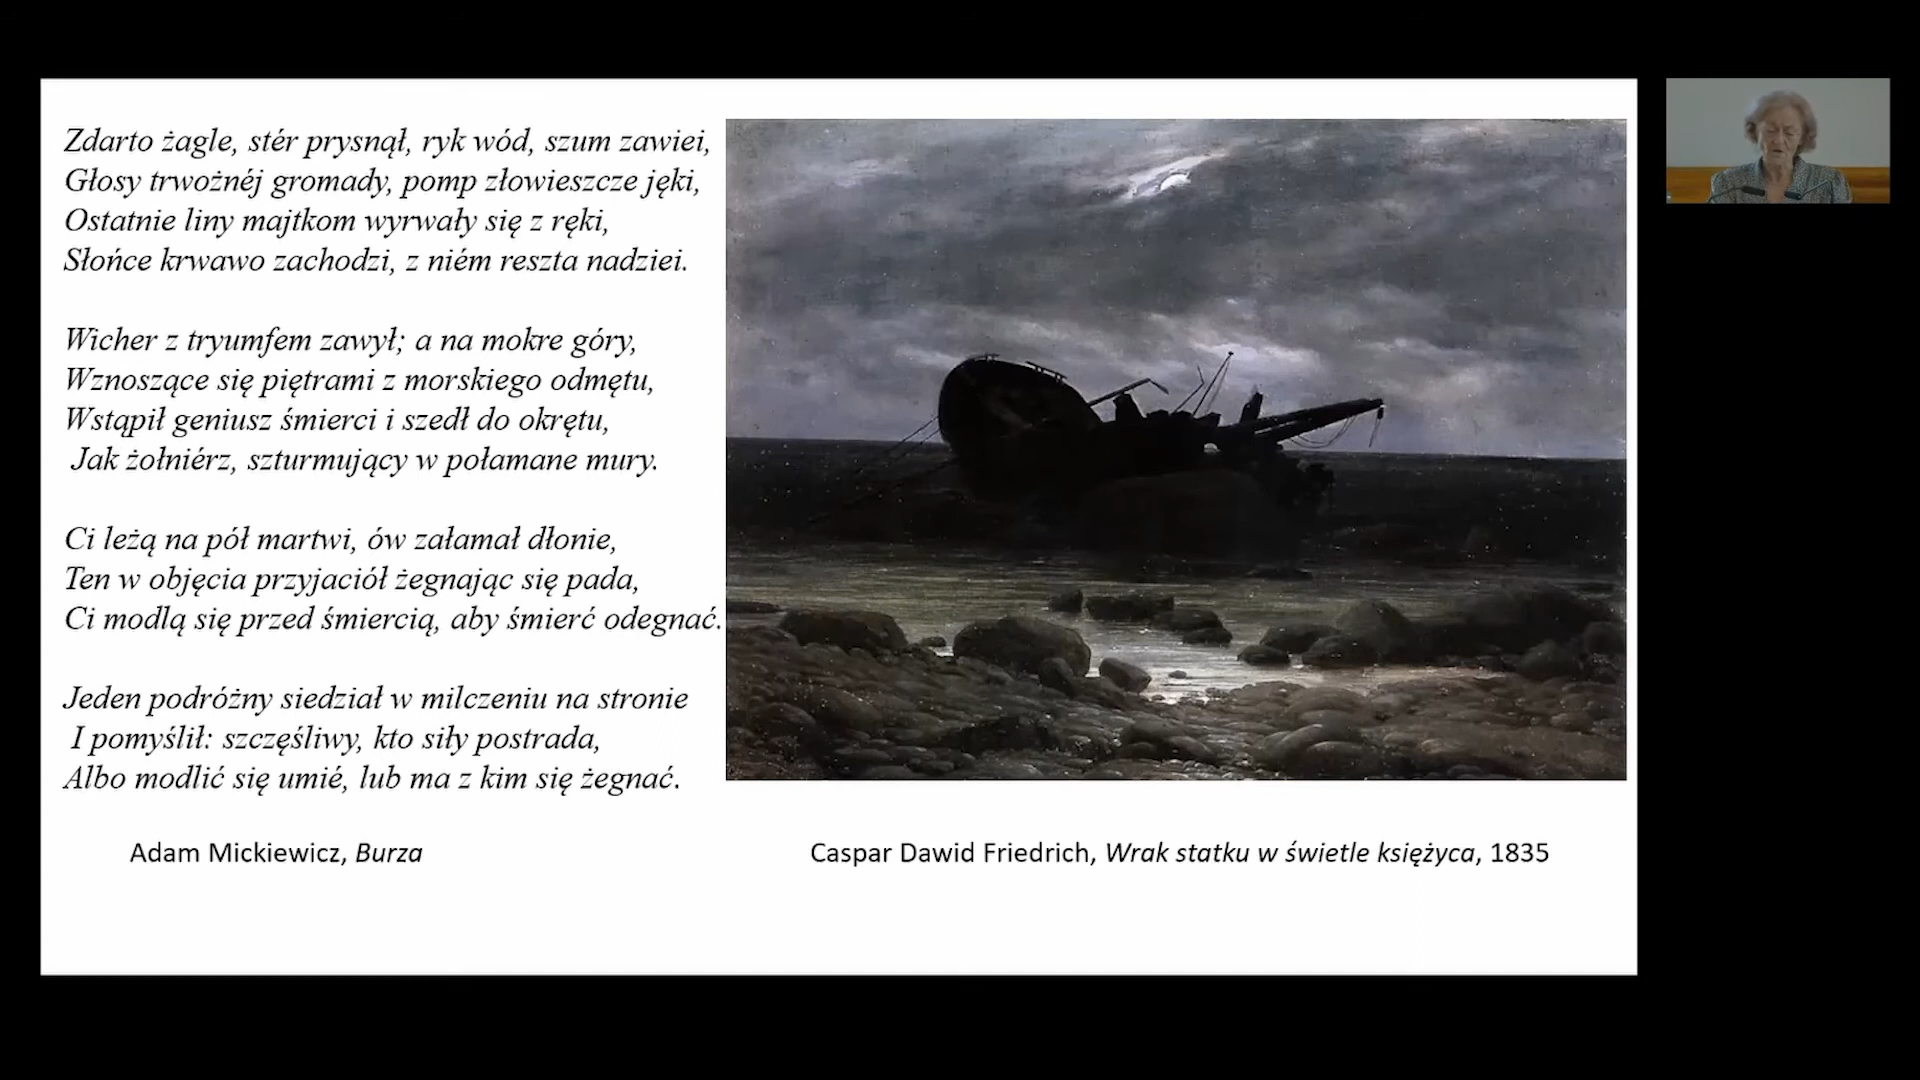 Zdarto żagle, stér prysnął, ryk wód, szum zawiei,
Głosy trwożnéj gromady, pomp złowieszcze jęki,
Ostatnie liny majtkom wyrwały się z ręki,
Słońce krwawo zachodzi, z niém reszta nadziei.
Wicher z tryumfem zawył; a na mokre góry,
Wznoszące się piętrami z morskiego odmętu,
Wstąpił geniusz śmierci i szedł do okrętu,
Jak żołniérz, szturmujący w połamane mury.
Ci leżą na pół martwi, ów załamał dłonie,
Ten w objęcia przyjaciół żegnając się pada,
Ci modlą się przed śmiercią, aby śmierć odegnać.
Jeden podróżny siedział w milczeniu na stronie
I pomyślił: szczęśliwy, kto siły postrada,
Albo modlić się umié, lub ma z kim się żegnać.
Adam Mickiewicz, Burza
Caspar Dawid Friedrich, Wrak statku w świetle księżyca, 1835